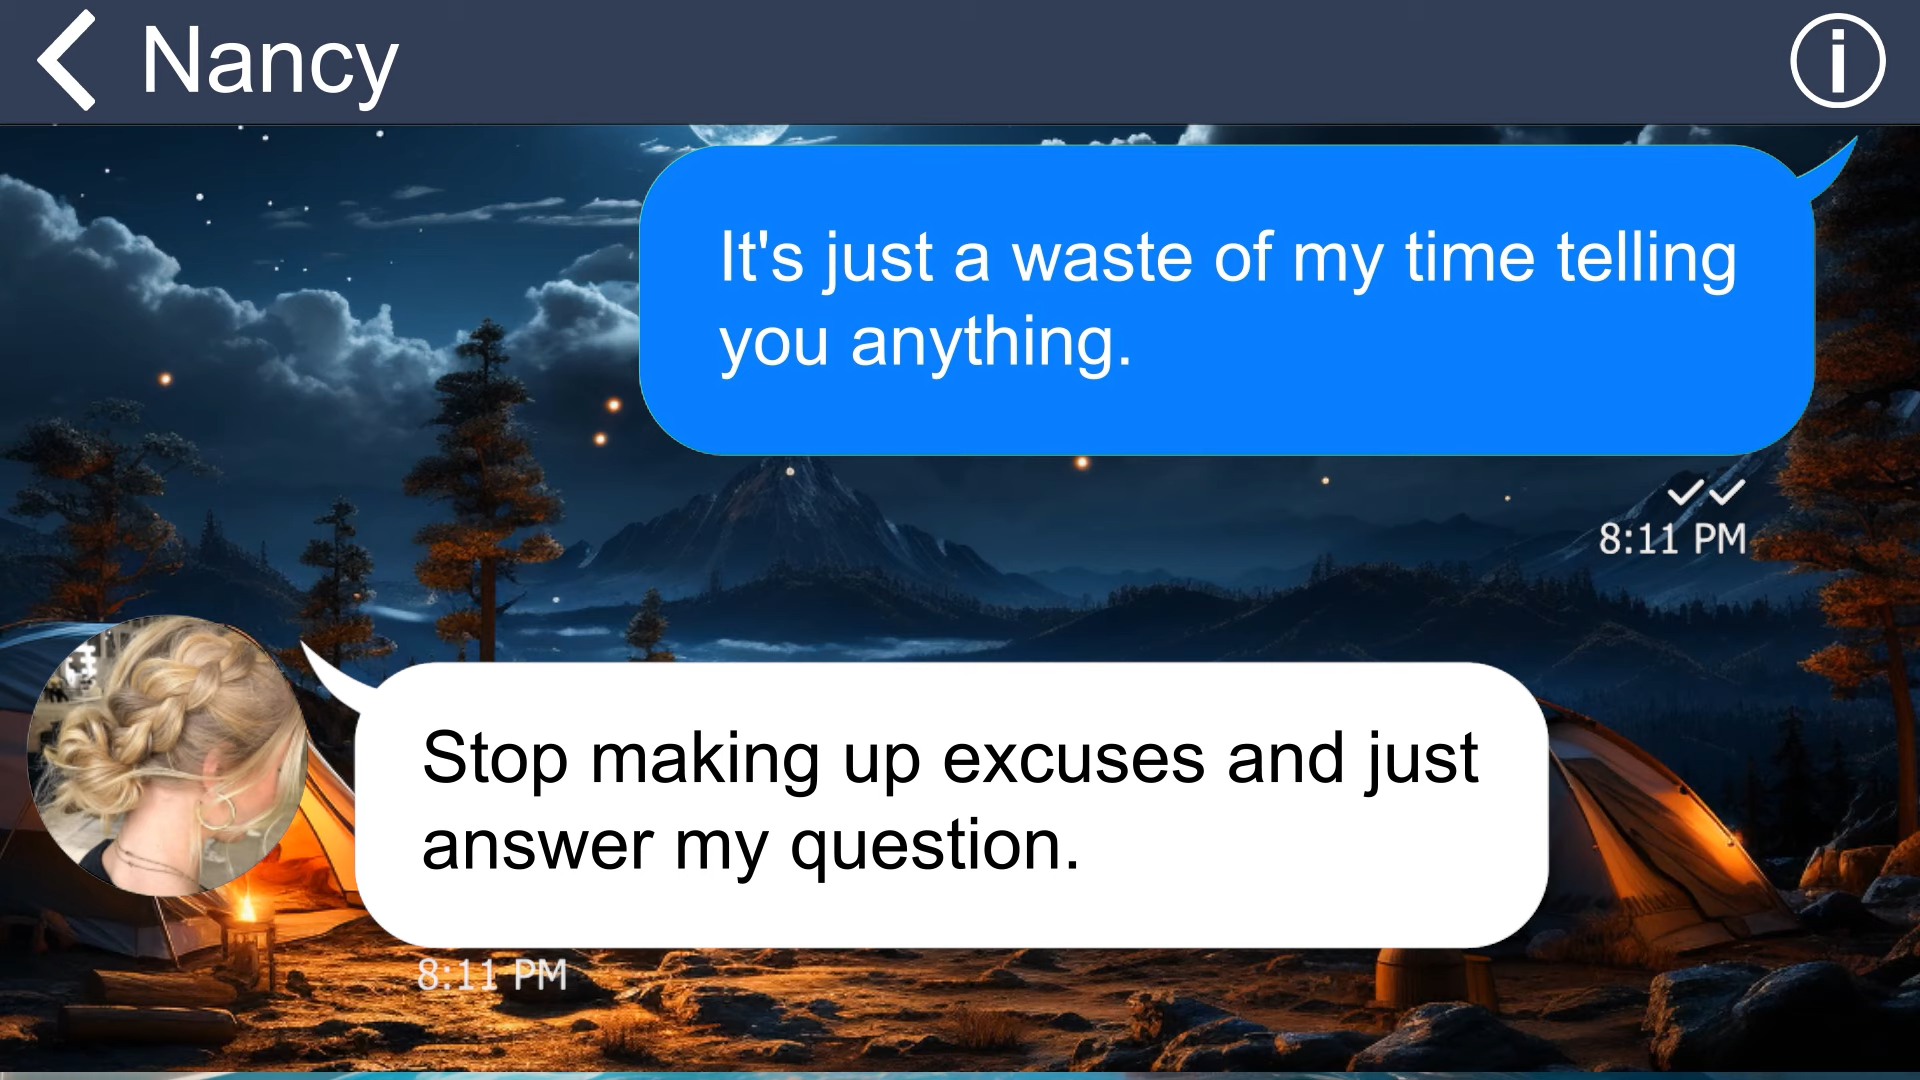 Nancy
It's just a waste of my time telling
you anything.
8:11 PM
Stop making up excuses and just
answer my question.
8:11 PM